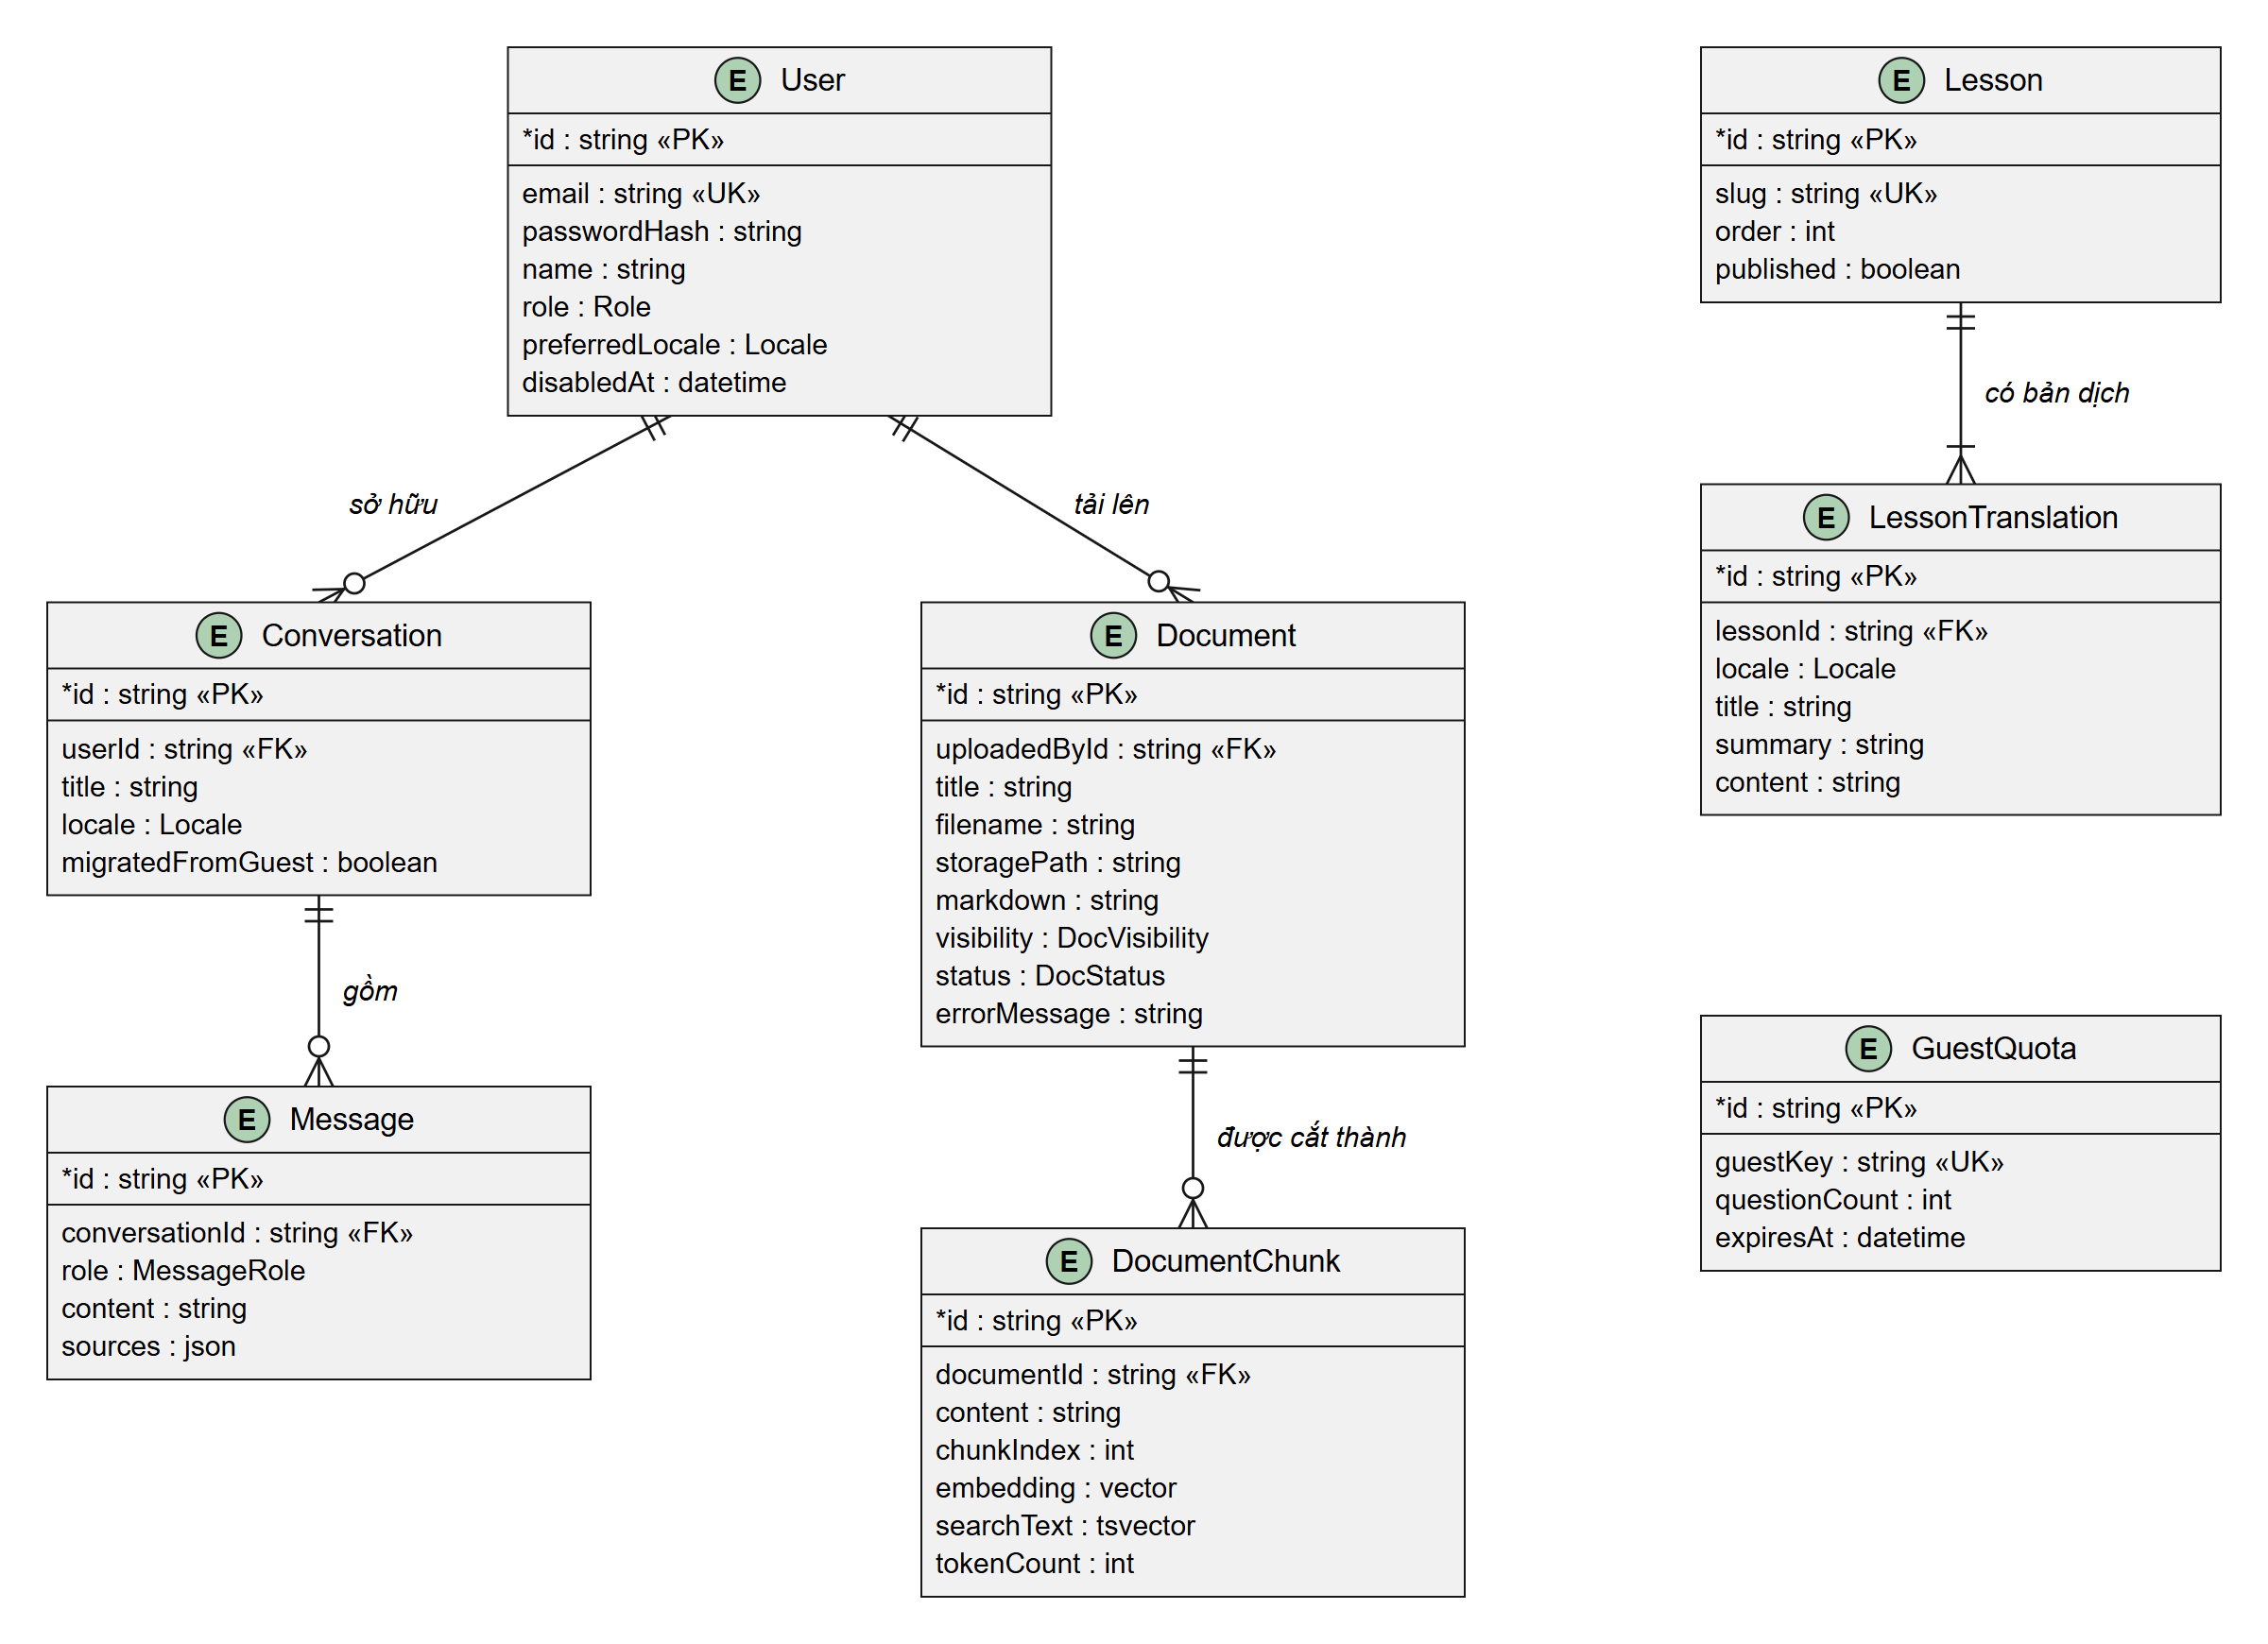 E User
*id : string «PK»
email : string «UK»
passwordHash : string
name : string
role : Role
preferredLocale : Locale
disabledAt : datetime
E Lesson
*id : string «PK»
slug : string «UK»
order : int
published : boolean
có bản dịch
sở hữu
tải lên
E LessonTranslation
*id : string «PK»
lessonId : string «FK»
locale : Locale
title : string
summary : string
content : string
E Conversation
*id : string «PK»
userId : string «FK»
title : string
locale : Locale
migratedFromGuest : boolean
E Document
*id : string «PK»
uploadedById : string «FK»
title : string
filename : string
storagePath : string
markdown : string
visibility : DocVisibility
status : DocStatus
errorMessage : string
gồm
E GuestQuota
*id : string «PK»
guestKey : string «UK»
questionCount : int
expiresAt : datetime
E Message
*id : string «PK»
conversationId : string «FK»
role : MessageRole
content : string
sources : json
được cắt thành
E DocumentChunk
*id : string «PK»
documentId : string «FK»
content : string
chunkIndex : int
embedding : vector
searchText : tsvector
tokenCount : int